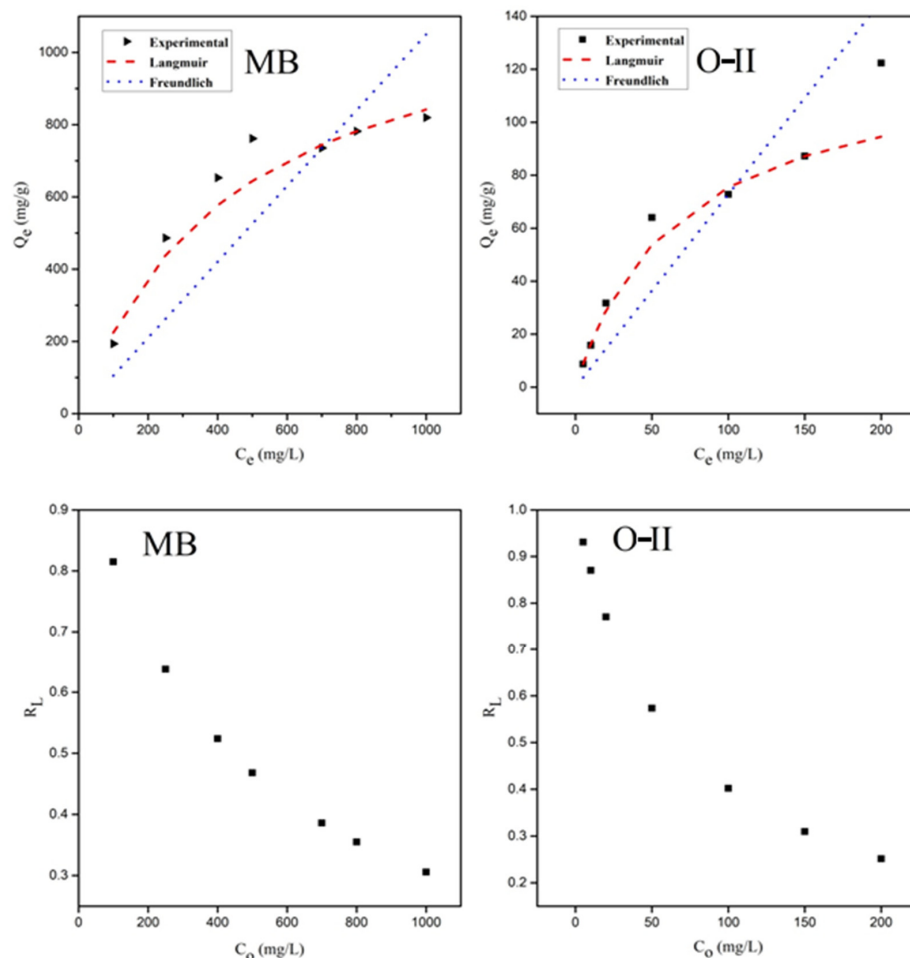 Experimental
Langmuir
Freundlich
MB
1000
800
600
400
200
0
Qe (mg/g)
0 200 400 600 800 1000
Ce (mg/L)
Experimental
Langmuir
Freundlich
O-II
140
120
100
80
60
40
20
0
Qe (mg/g)
0 50 100 150 200
Ce (mg/L)
MB
0.9
0.8
0.7
0.6
0.5
0.4
0.3
RL
0 200 400 600 800 1000
Co (mg/L)
O-II
1.0
0.9
0.8
0.7
0.6
0.5
0.4
0.3
0.2
RL
0 50 100 150 200
Co (mg/L)